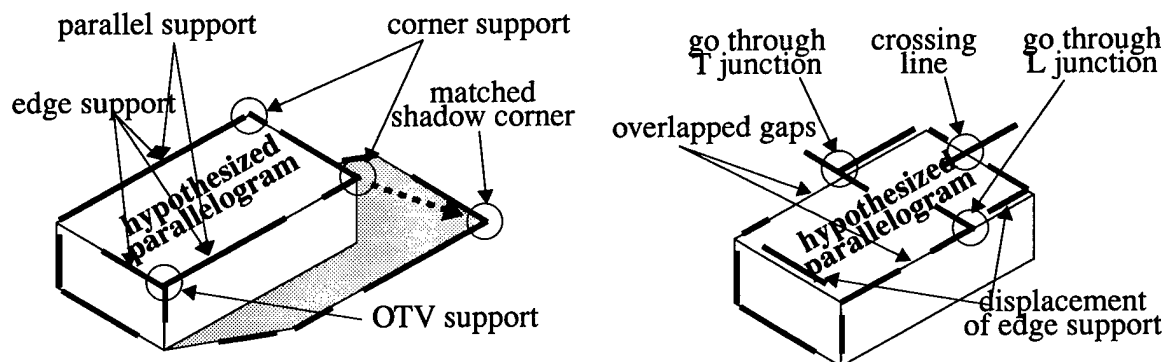 parallel support
corner support
edge support
matched
shadow corner
hypothesized
parallelogram
OTV support
go through
T junction
crossing
line
go through
L junction
overlapped gaps
hypothesized
parallelogram
displacement
of edge support